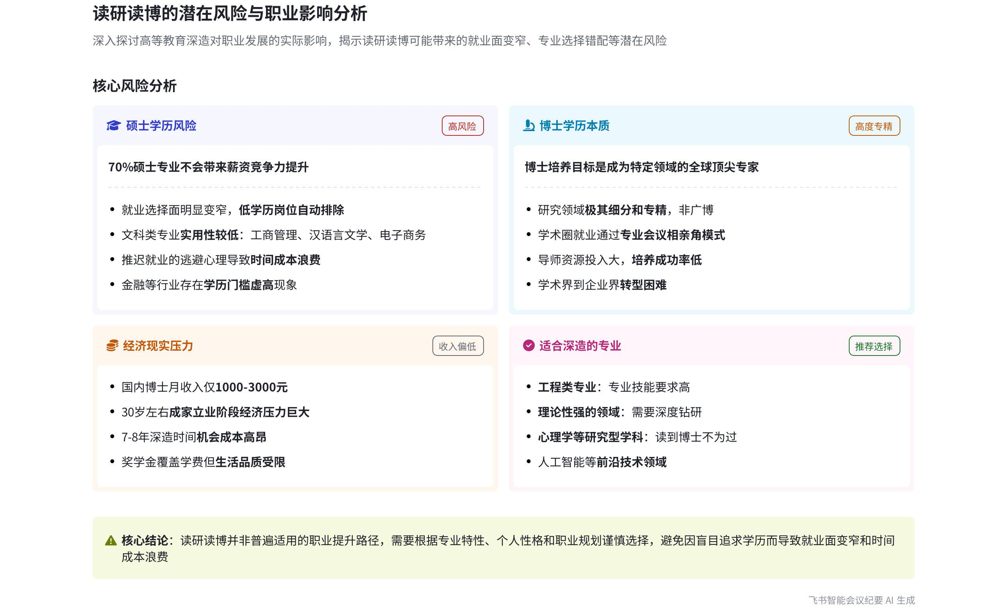 读研读博的潜在风险与职业影响分析
深入探讨高等教育深造对职业发展的实际影响，揭示读研读博可能带来的就业面变窄、专业选择错配等潜在风险
核心风险分析
硕士学历风险
高风险
70%硕士专业不会带来薪资竞争力提升
• 就业选择面明显变窄，低学历岗位自动排除
• 文科类专业实用性较低：工商管理、汉语言文学、电子商务
• 推迟就业的逃避心理导致时间成本浪费
• 金融等行业存在学历门槛虚高现象
博士学历本质
高度专精
博士培养目标是成为特定领域的全球顶尖专家
• 研究领域极其细分和专精，非广博
• 学术圈就业通过专业会议相亲角模式
• 导师资源投入大，培养成功率低
• 学术界到企业界转型困难
经济现实压力
收入偏低
• 国内博士月收入仅1000-3000元
• 30岁左右成家立业阶段经济压力巨大
• 7-8年深造时间机会成本高昂
• 奖学金覆盖学费但生活品质受限
适合深造的专业
推荐选择
• 工程类专业：专业技能要求高
• 理论性强的领域：需要深度钻研
• 心理学等研究型学科：读到博士不为过
• 人工智能等前沿技术领域
核心结论：读研读博并非普遍适用的职业提升路径，需要根据专业特性、个人性格和职业规划谨慎选择，避免因盲目追求学历而导致就业面变窄和时间
成本浪费
飞书智能会议纪要 AI 生成